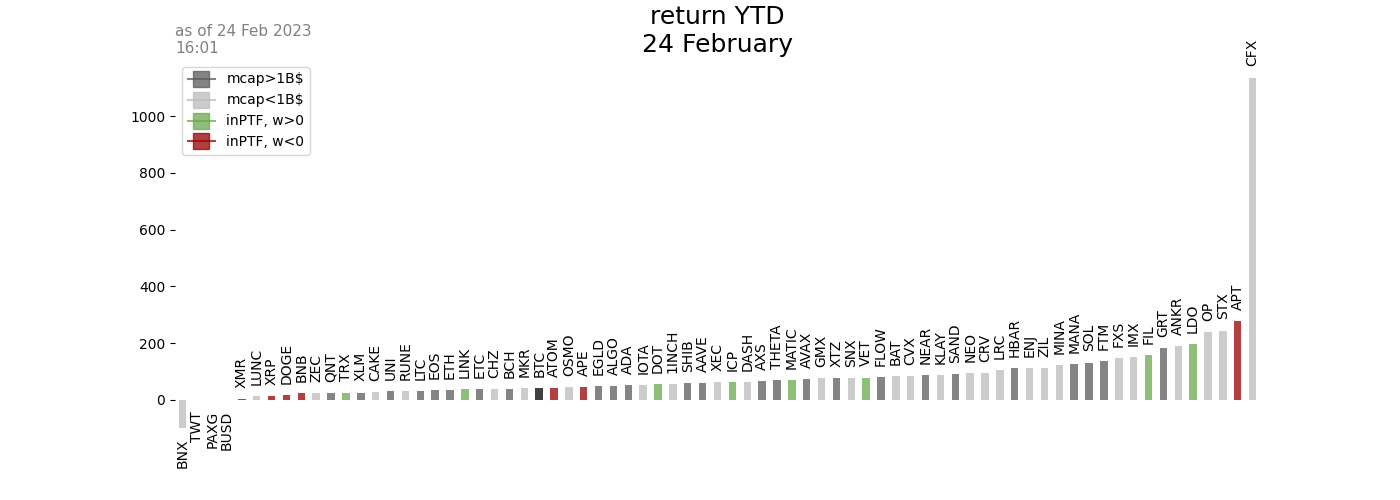 return YTD
24 February
as of 24 Feb 2023
16:01
mcap>1B$
mcap<1B$
inPTF, w>0
inPTF, w<0
1000
800
600
400
200
0
BNX
TWT
PAXG
BUSD
XMR
LUNC
XRP
DOGE
BNB
ZEC
QNT
TRX
XLM
CAKE
UNI
RUNE
LTC
EOS
ETH
LINK
ETC
CHZ
BCH
MKR
BTC
ATOM
OSMO
APE
EGLD
ALGO
ADA
IOTA
DOT
1INCH
SHIB
AAVE
XEC
ICP
DASH
AXS
THETA
MATIC
AVAX
GMX
XTZ
SNX
VET
FLOW
BAT
CVX
NEAR
KLAY
SAND
NEO
CRV
LRC
HBAR
ENJ
ZIL
MINA
MANA
SOL
FTM
FXS
IMX
FIL
GRT
ANKR
LDO
OP
STX
APT
CFX